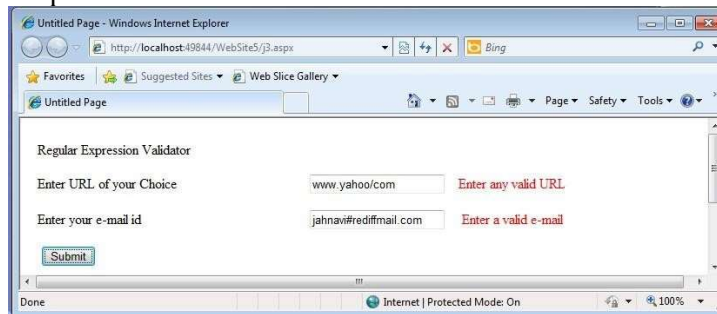 Untitled Page - Windows Internet Explorer
http://localhost:49844/WebSite5/j3.aspx
Bing
Favorites Suggested Sites Web Slice Gallery
Untitled Page Page Safety Tools
Regular Expression Validator
Enter URL of your Choice www.yahoo/com Enter any valid URL
Enter your e-mail id jahnavi#rediffmail.com Enter a valid e-mail
Submit
Done Internet | Protected Mode: On 100%